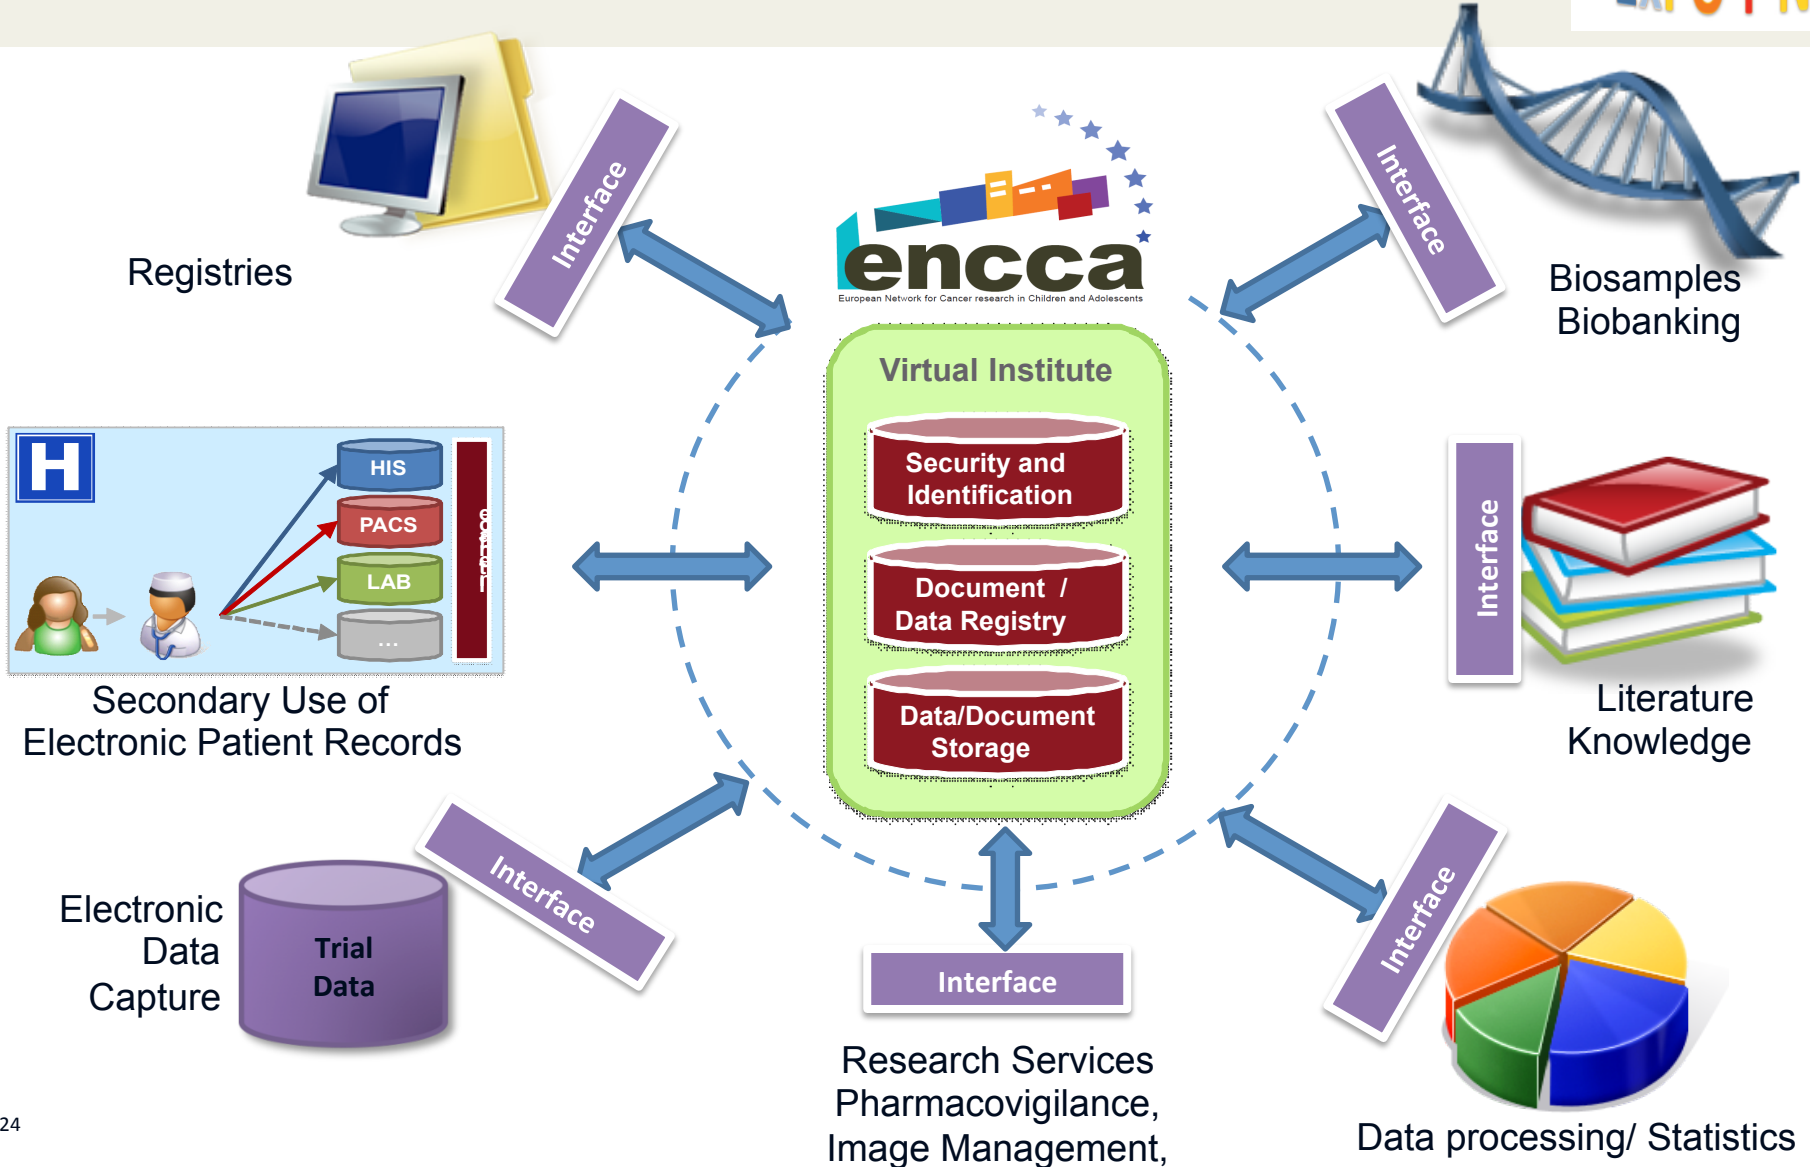 Interface
Registries
encca
European Network for Cancer research in Children and Adolescents
Interface
Biosamples
Biobanking
Virtual Institute
Security and
Identification
Document /
Data Registry
Data/Document
Storage
H
HIS
PACS
LAB
...
Secondary Use of
Electronic Patient Records
Interface
Literature
Knowledge
Interface
Electronic
Data
Capture
Trial
Data
Interface
Research Services
Pharmacovigilance,
Image Management,
Interface
Data processing/ Statistics
24